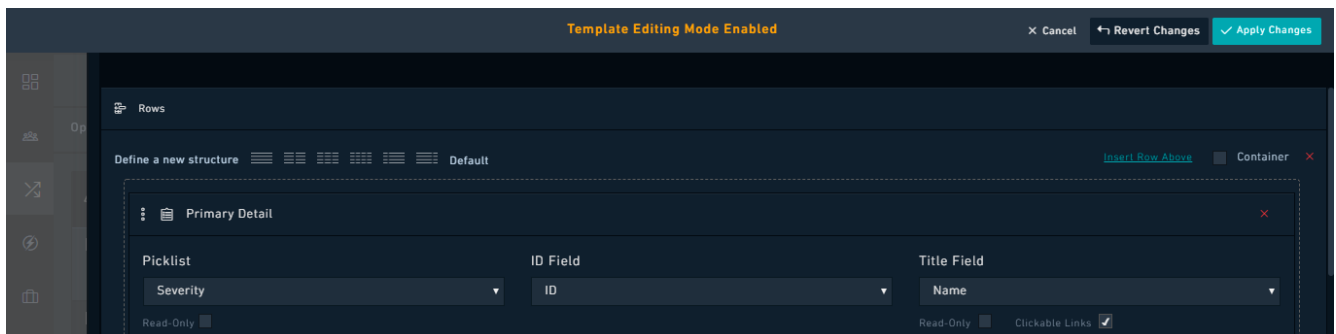 Template Editing Mode Enabled
Cancel
Revert Changes
Apply Changes
Rows
Op
Define a new structure
Default
Insert Row Above
Container
Primary Detail
Picklist
ID Field
Title Field
Severity
ID
Name
Read-Only
Read-Only
Clickable Links